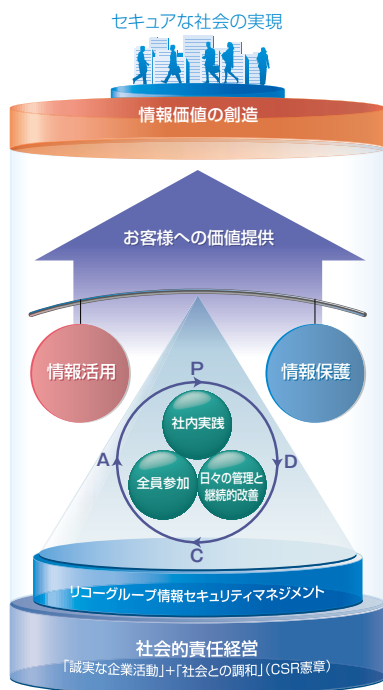 セキュアな社会の実現
情報価値の創造
お客様への価値提供
情報活用
情報保護
P
社内実践
A
全員参加
日々の管理と
継続的改善
D
C
リコーグループ情報セキュリティマネジメント
社会的責任経営
「誠実な企業活動」+「社会との調和」(CSR憲章)